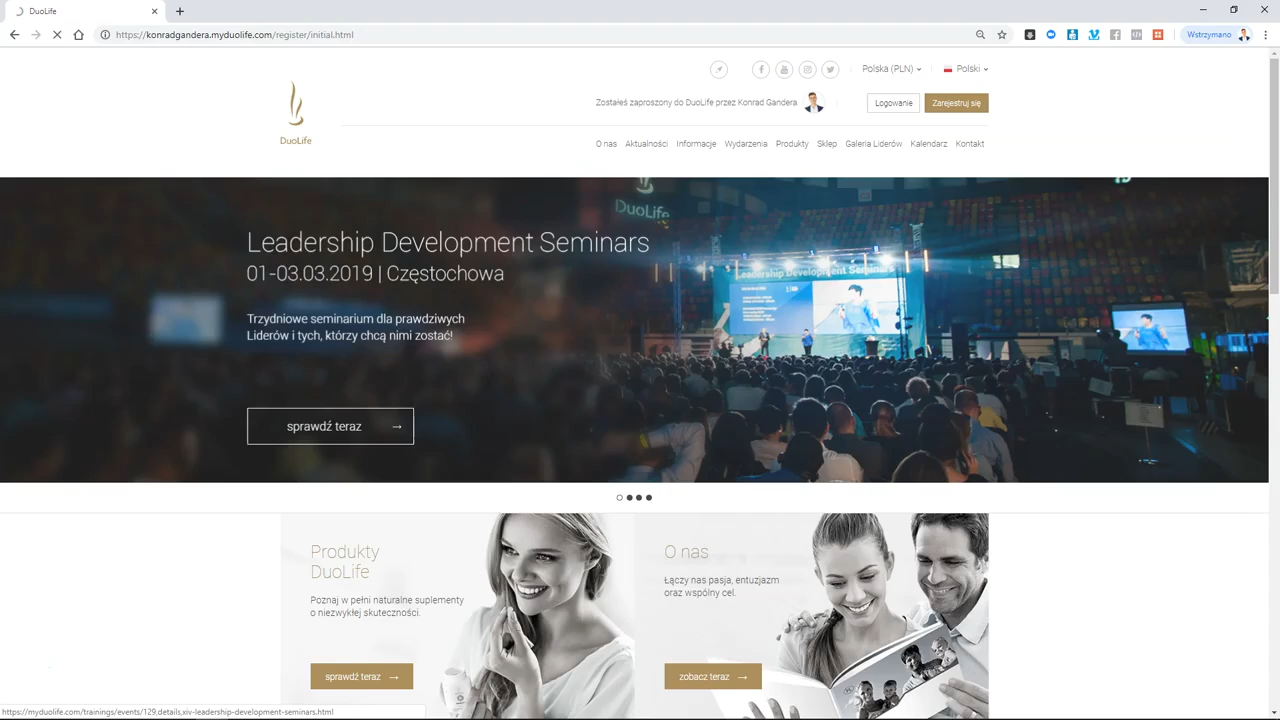 DuoLife
https://konradgandera.myduolife.com/register/initial.html
Wstrzymano
Polska (PLN)
Polski
Zostałeś zaproszony do DuoLife przez Konrad Gandera
Logowanie
Zarejestruj się
DuoLife
O nas Aktualności Informacje Wydarzenia Produkty Sklep Galeria Liderów Kalendarz Kontakt
DuoLife
Leadership Development Seminars
Leadership Development Seminars
01-03.03.2019 | Częstochowa
Trzydniowe seminarium dla prawdziwych
Liderów i tych, którzy chcą nimi zostać!
sprawdź teraz →
Produkty
DuoLife
Poznaj w pełni naturalne suplementy
o niezwykłej skuteczności.
sprawdź teraz →
O nas
Łączy nas pasja, entuzjazm
oraz wspólny cel.
zobacz teraz →
https://myduolife.com/trainings/events/129,details,xiv-leadership-development-seminars.html